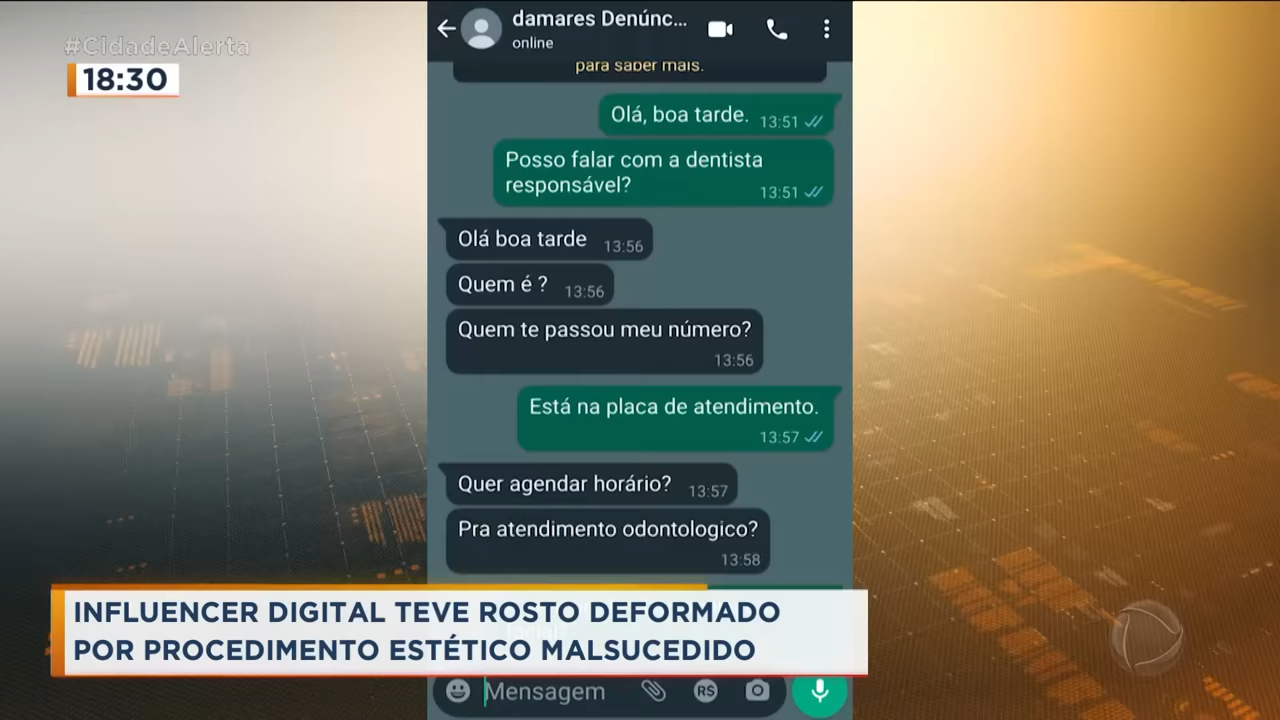 #CidadeAlerta
18:30
damares Denúnc...
online
para saber mais.
Olá, boa tarde. 13:51
Posso falar com a dentista
responsável?
13:51
Olá boa tarde 13:56
Quem é ? 13:56
Quem te passou meu número?
13:56
Está na placa de atendimento.
13:57
Quer agendar horário? 13:57
Pra atendimento odontologico?
13:58
INFLUENCER DIGITAL TEVE ROSTO DEFORMADO
POR PROCEDIMENTO ESTÉTICO MALSUCEDIDO
Mensagem
R$